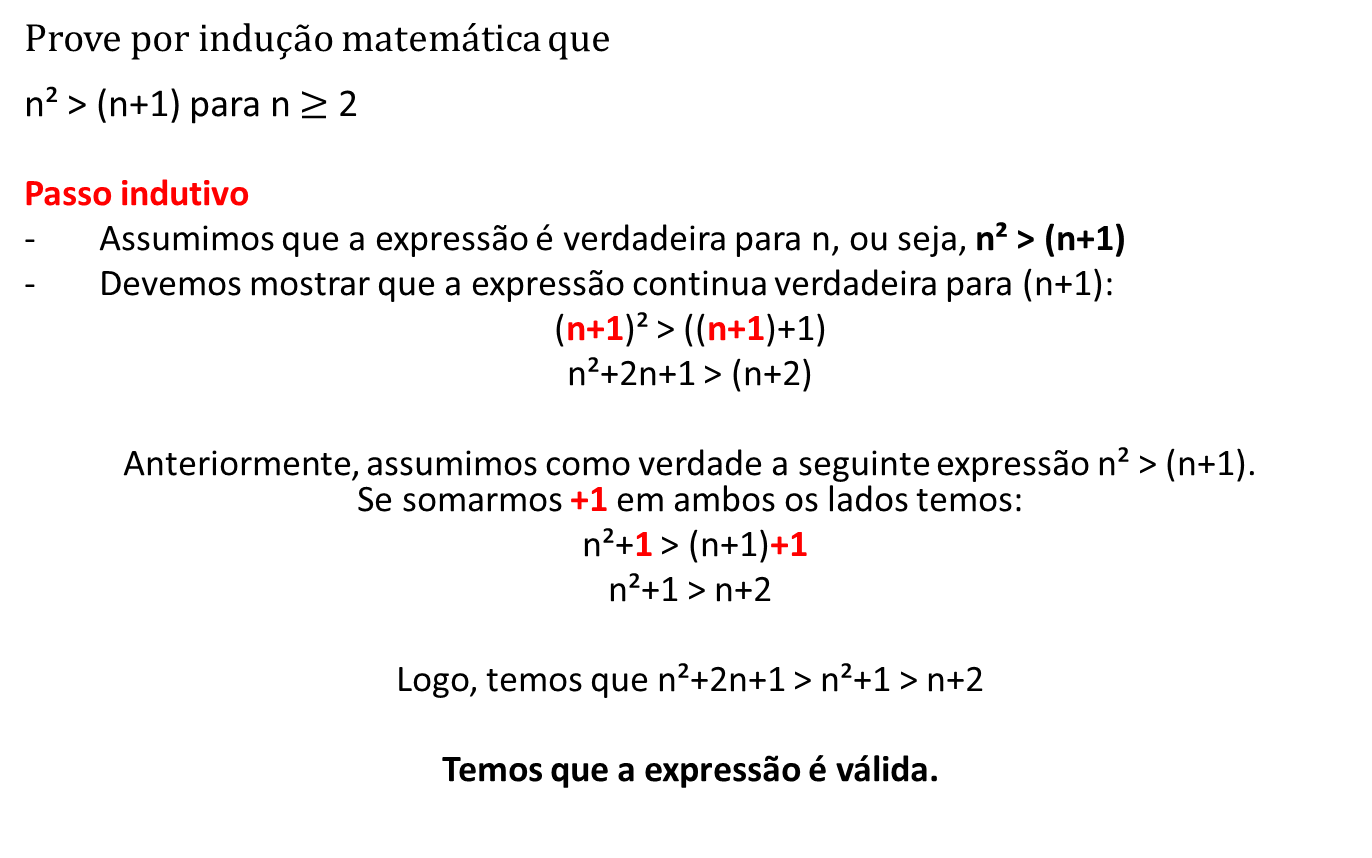 Prove por indução matemática que
n² > (n+1) para n ≥ 2
Passo indutivo
- Assumimos que a expressão é verdadeira para n, ou seja, n² > (n+1)
- Devemos mostrar que a expressão continua verdadeira para (n+1):
(n+1)² > ((n+1)+1)
n²+2n+1 > (n+2)
Anteriormente, assumimos como verdade a seguinte expressão n² > (n+1).
Se somarmos +1 em ambos os lados temos:
n²+1 > (n+1)+1
n²+1 > n+2
Logo, temos que n²+2n+1 > n²+1 > n+2
Temos que a expressão é válida.